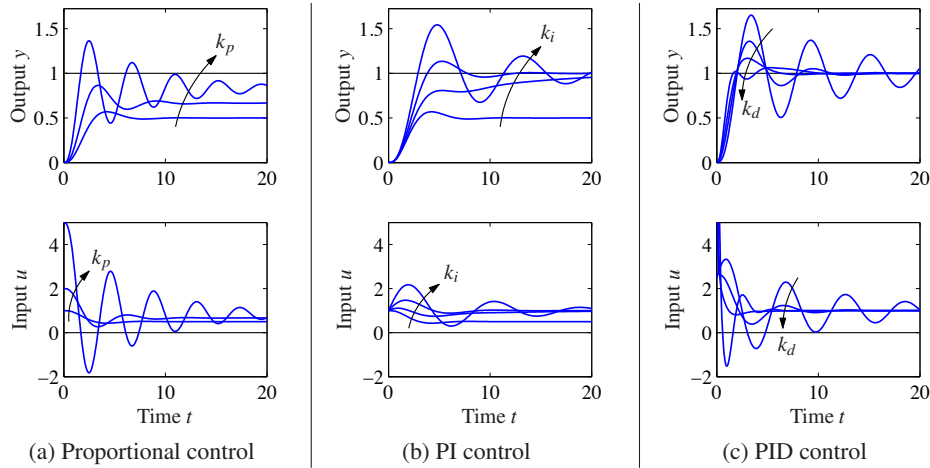 Output y
1.5
1
0.5
0
0
10
20
k_p
Input u
4
2
0
−2
0
10
20
k_p
Time t
(a) Proportional control
Output y
1.5
1
0.5
0
0
10
20
k_i
Input u
4
2
0
−2
0
10
20
k_i
Time t
(b) PI control
Output y
1.5
1
0.5
0
0
10
20
k_d
Input u
4
2
0
−2
0
10
20
k_d
Time t
(c) PID control